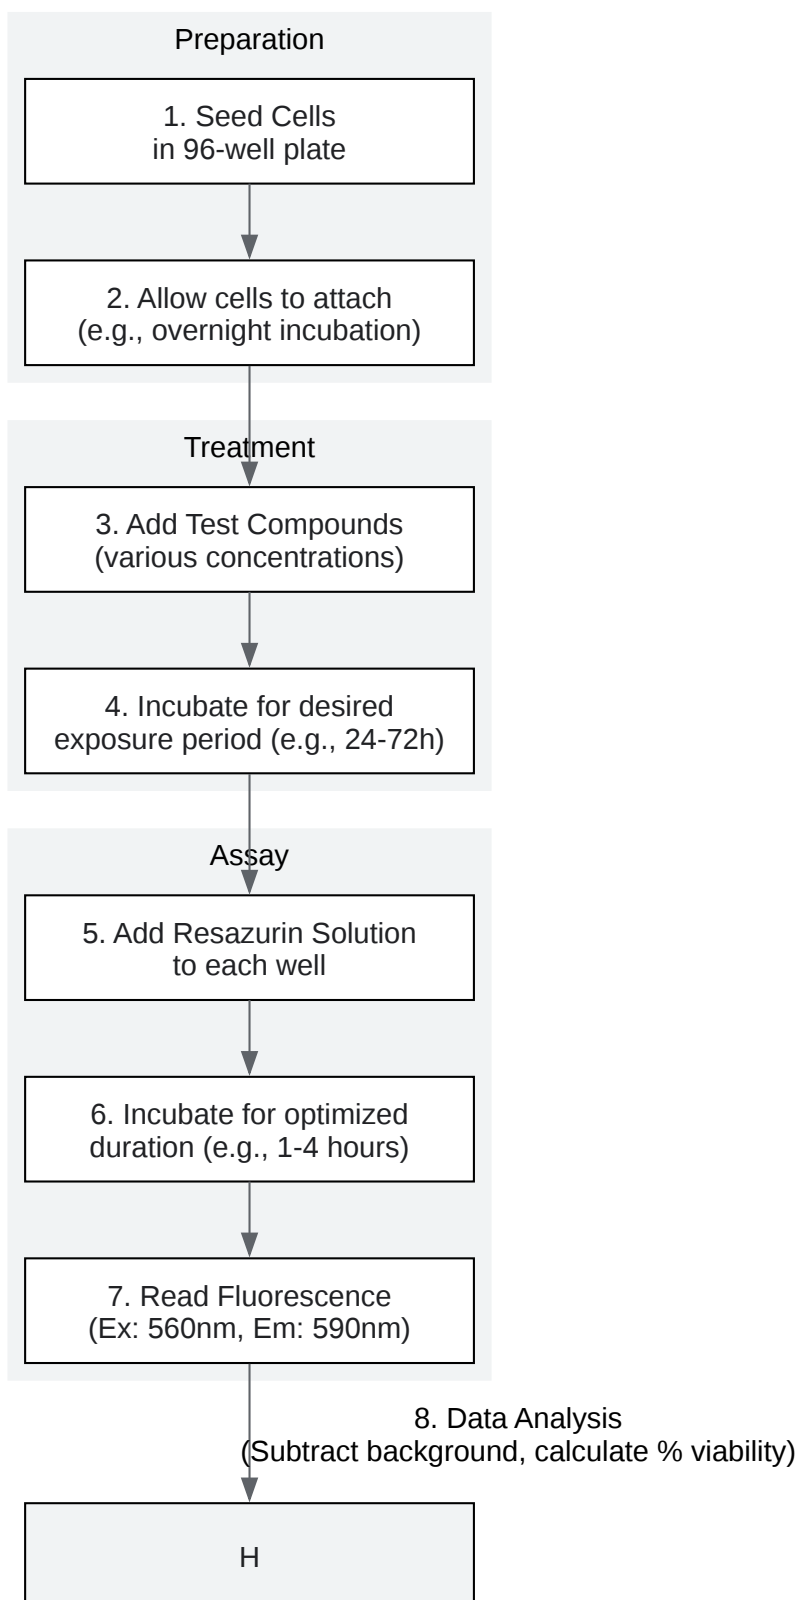 Preparation
1. Seed Cells
in 96-well plate
2. Allow cells to attach
(e.g., overnight incubation)
Treatment
3. Add Test Compounds
(various concentrations)
4. Incubate for desired
exposure period (e.g., 24-72h)
Assay
5. Add Resazurin Solution
to each well
6. Incubate for optimized
duration (e.g., 1-4 hours)
7. Read Fluorescence
(Ex: 560nm, Em: 590nm)
8. Data Analysis
(Subtract background, calculate % viability)
H